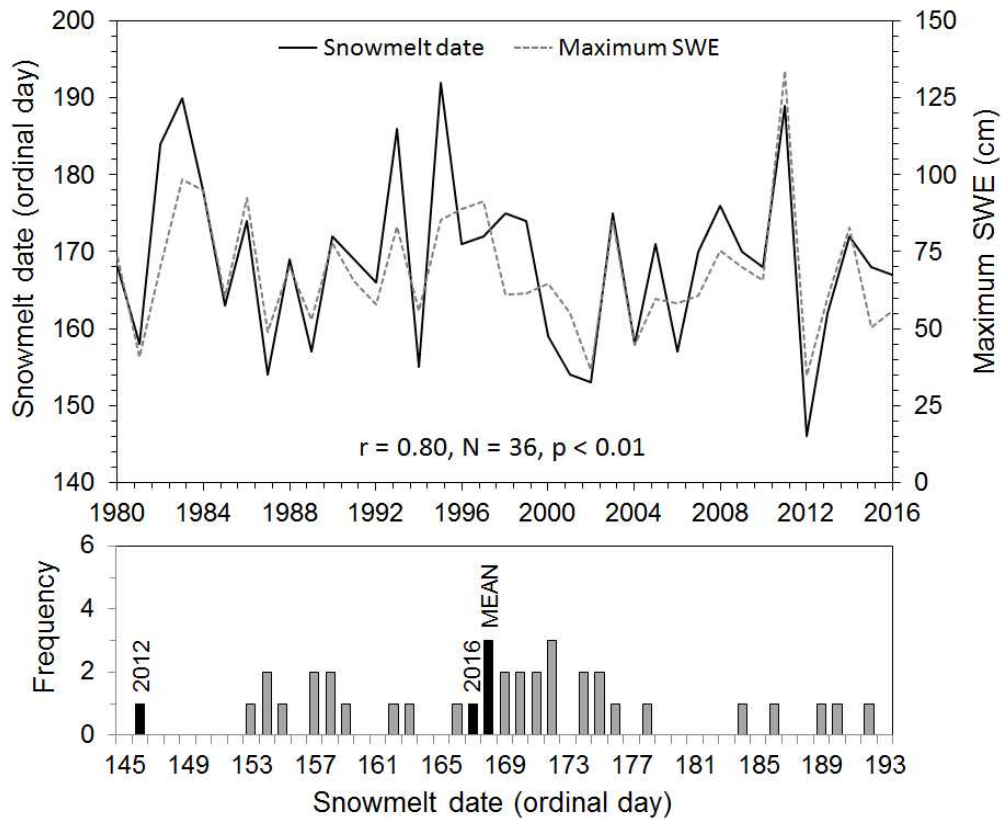 Snowmelt date Maximum SWE
Snowmelt date (ordinal day)
200
190
180
170
160
150
140
Maximum SWE (cm)
150
125
100
75
50
25
0
r = 0.80, N = 36, p < 0.01
1980 1984 1988 1992 1996 2000 2004 2008 2012 2016
Frequency
6
4
2
0
2012
2016
MEAN
145 149 153 157 161 165 169 173 177 181 185 189 193
Snowmelt date (ordinal day)